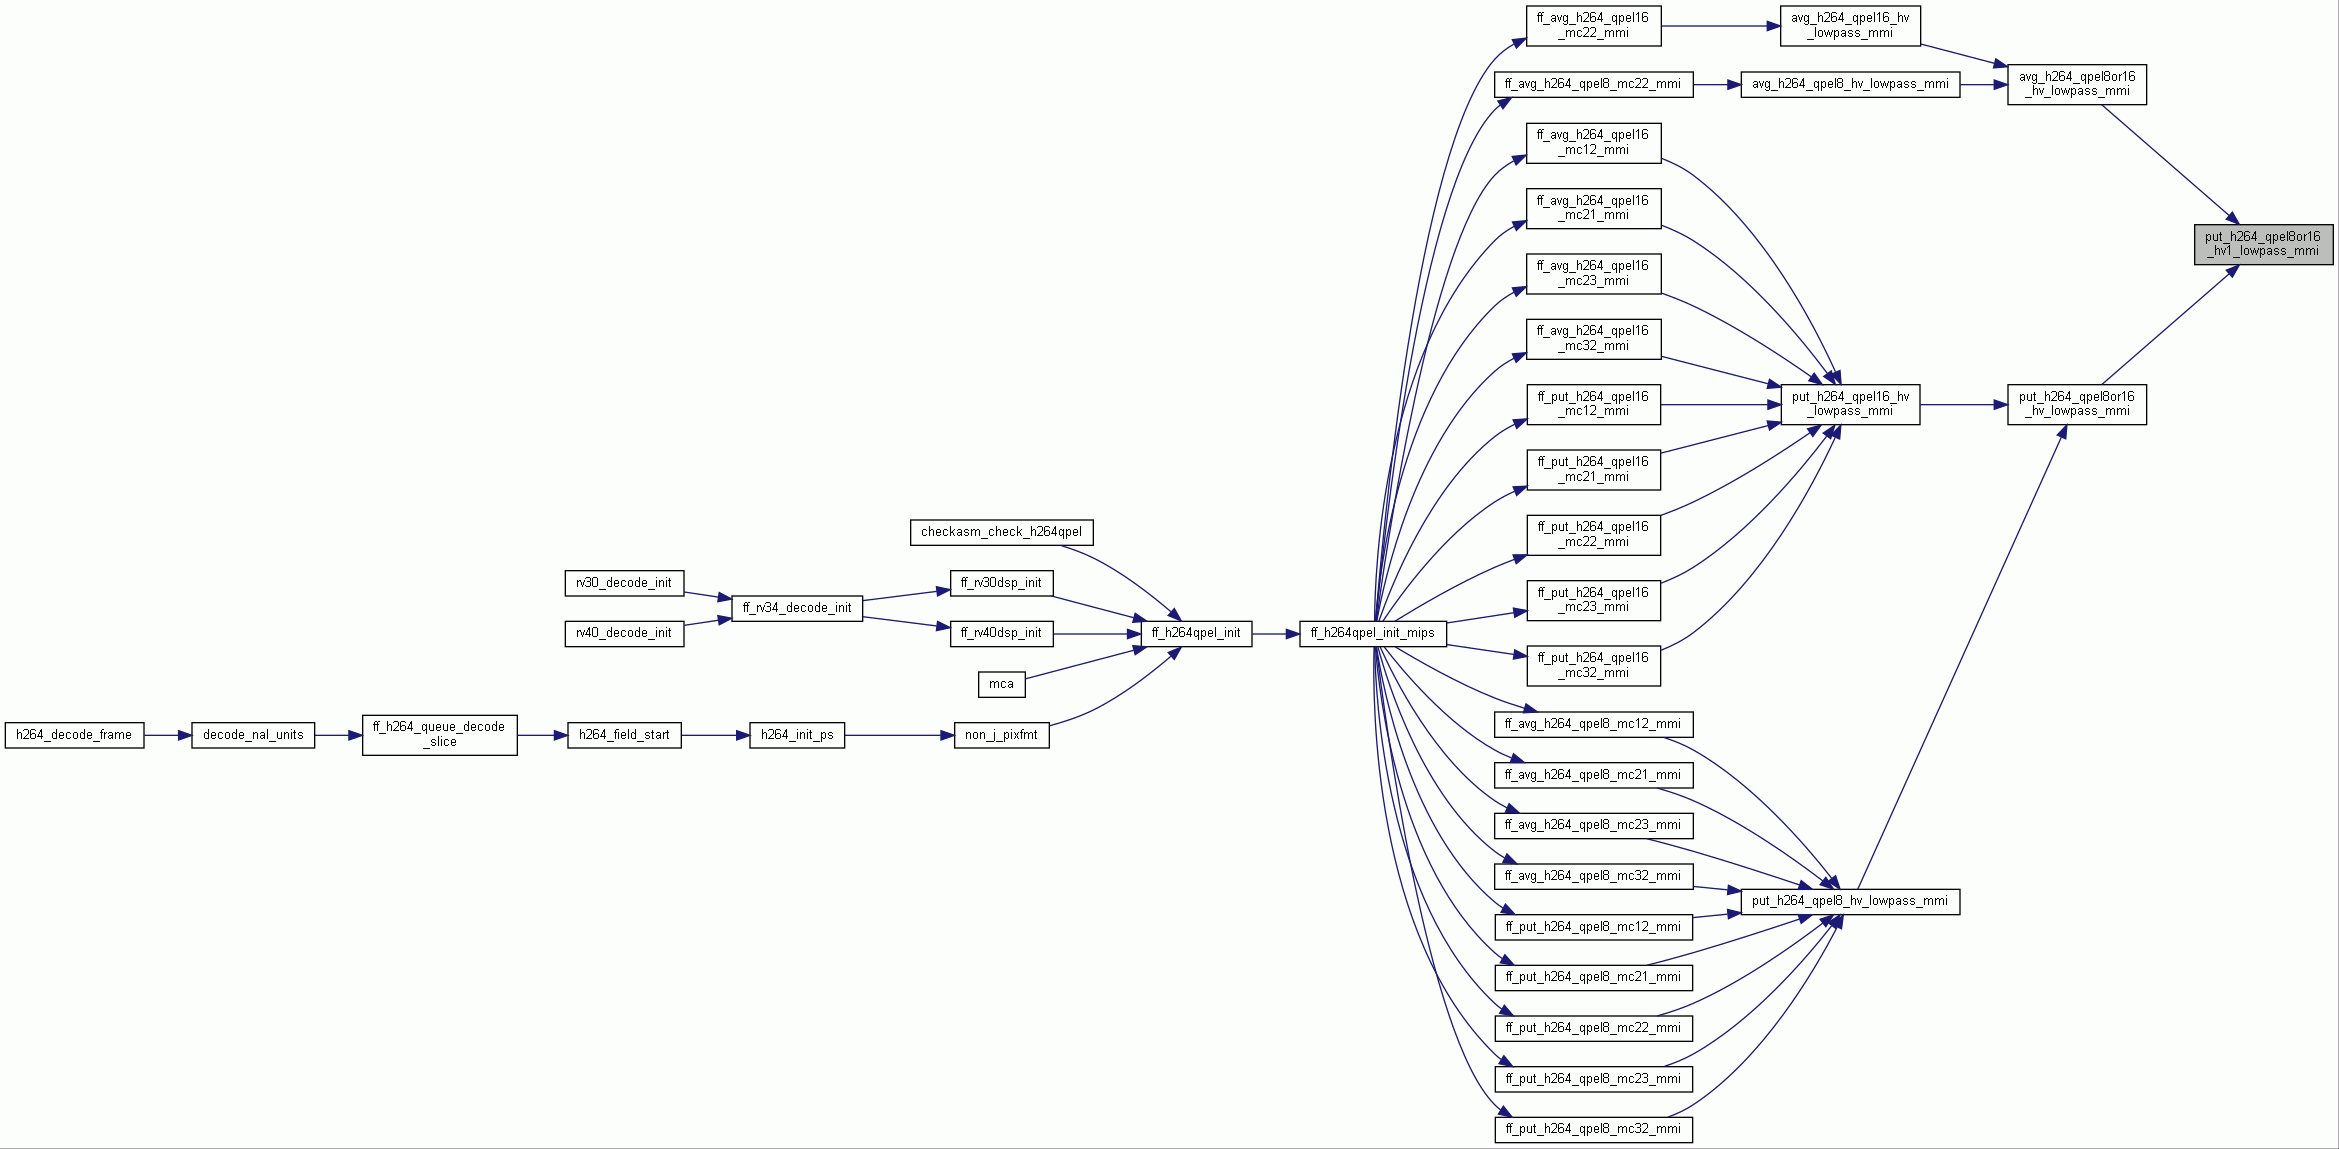 ff_avg_h264_qpel16
_mc22_mmi
avg_h264_qpel16_hv
_lowpass_mmi
avg_h264_qpel8or16
_hv_lowpass_mmi
ff_avg_h264_qpel8_mc22_mmi
avg_h264_qpel8_hv_lowpass_mmi
ff_avg_h264_qpel16
_mc12_mmi
ff_avg_h264_qpel16
_mc21_mmi
put_h264_qpel8or16
_hv1_lowpass_mmi
ff_avg_h264_qpel16
_mc23_mmi
ff_avg_h264_qpel16
_mc32_mmi
ff_put_h264_qpel16
_mc12_mmi
put_h264_qpel16_hv
_lowpass_mmi
put_h264_qpel8or16
_hv_lowpass_mmi
ff_put_h264_qpel16
_mc21_mmi
ff_put_h264_qpel16
_mc22_mmi
checkasm_check_h264qpel
rv30_decode_init
ff_rv30dsp_init
ff_put_h264_qpel16
_mc23_mmi
ff_rv34_decode_init
rv40_decode_init
ff_rv40dsp_init
ff_h264qpel_init
ff_h264qpel_init_mips
ff_put_h264_qpel16
_mc32_mmi
mca
h264_decode_frame
decode_nal_units
ff_h264_queue_decode
_slice
h264_field_start
h264_init_ps
non_j_pixfmt
ff_avg_h264_qpel8_mc12_mmi
ff_avg_h264_qpel8_mc21_mmi
ff_avg_h264_qpel8_mc23_mmi
ff_avg_h264_qpel8_mc32_mmi
put_h264_qpel8_hv_lowpass_mmi
ff_put_h264_qpel8_mc12_mmi
ff_put_h264_qpel8_mc21_mmi
ff_put_h264_qpel8_mc22_mmi
ff_put_h264_qpel8_mc23_mmi
ff_put_h264_qpel8_mc32_mmi